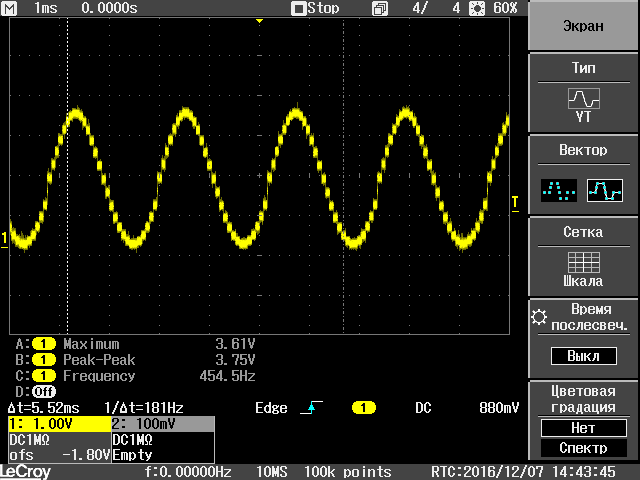 M 1ms 0.0000s Stop 4/ 4 60%
Экран
Тип
YT
Вектор
T
1
Сетка
Шкала
Время
послесвеч.
Выкл
A: 1 Maximum 3.61V
B: 1 Peak-Peak 3.75V
C: 1 Frequency 454.5Hz
D: Off
Δt=5.52ms 1/Δt=181Hz Edge 1 DC 880mV
Цветовая
градация
Нет
Спектр
1: 1.00V 2: 100mV
DC1MΩ DC1MΩ
ofs -1.80V Empty
LeCroy f:0.00000Hz 10MS 100k points RTC:2016/12/07 14:43:45